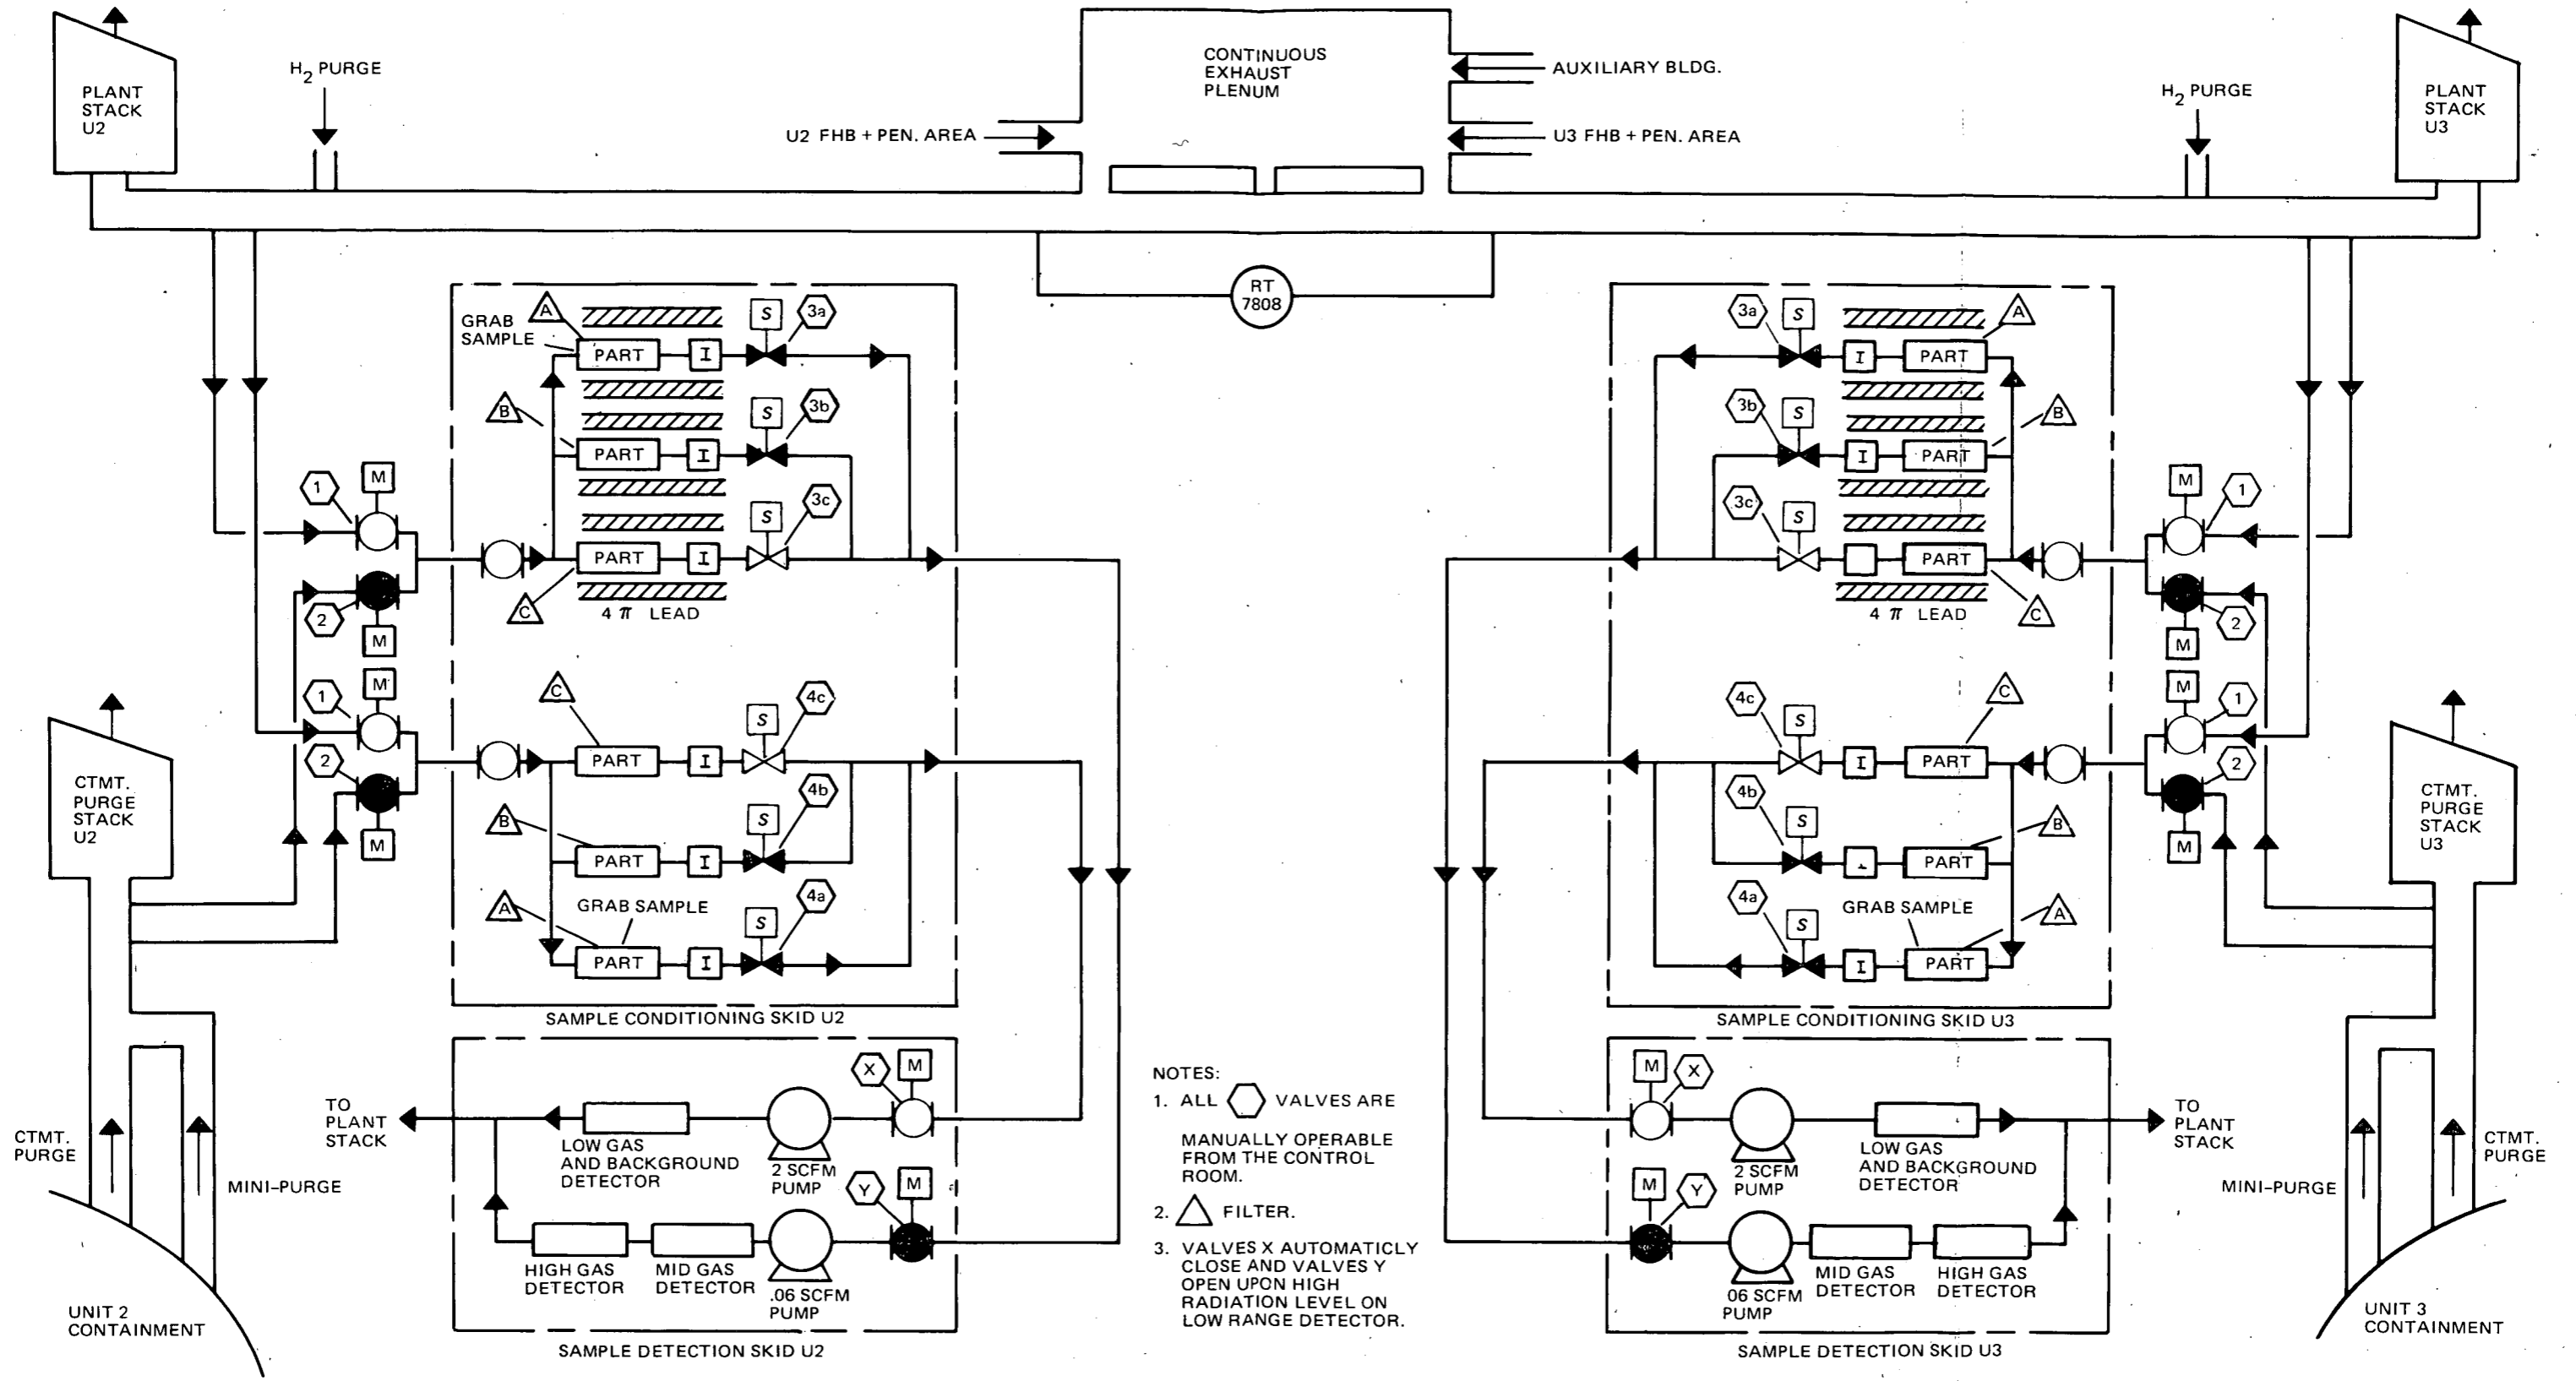 PLANT
STACK
U2
H2 PURGE
CONTINUOUS
EXHAUST
PLENUM
AUXILIARY BLDG.
U2 FHB + PEN. AREA
U3 FHB + PEN. AREA
H2 PURGE
PLANT
STACK
U3
RT
7808
GRAB
SAMPLE
A
PART
I
S
3a
B
PART
I
S
3b
C
PART
I
S
3c
4 π LEAD
1
M
2
M
1
M
2
M
C
PART
I
S
4c
B
PART
I
S
4b
A
GRAB SAMPLE
PART
I
S
4a
SAMPLE CONDITIONING SKID U2
CTMT.
PURGE
STACK
U2
CTMT.
PURGE
MINI-PURGE
UNIT 2
CONTAINMENT
TO
PLANT
STACK
LOW GAS
AND BACKGROUND
DETECTOR
2 SCFM
PUMP
X
M
HIGH GAS
DETECTOR
MID GAS
DETECTOR
.06 SCFM
PUMP
Y
M
SAMPLE DETECTION SKID U2
NOTES:
1. ALL VALVES ARE
MANUALLY OPERABLE
FROM THE CONTROL
ROOM.
2. FILTER.
3. VALVES X AUTOMATICLY
CLOSE AND VALVES Y
OPEN UPON HIGH
RADIATION LEVEL ON
LOW RANGE DETECTOR.
3a
S
I
PART
A
3b
S
I
PART
B
3c
S
PART
C
4 π LEAD
M
1
2
M
M
1
2
M
4c
S
I
PART
C
4b
S
PART
B
4a
S
I
GRAB SAMPLE
PART
A
SAMPLE CONDITIONING SKID U3
M
X
2 SCFM
PUMP
LOW GAS
AND BACKGROUND
DETECTOR
TO
PLANT
STACK
M
Y
06 SCFM
PUMP
MID GAS
DETECTOR
HIGH GAS
DETECTOR
SAMPLE DETECTION SKID U3
CTMT.
PURGE
STACK
U3
CTMT.
PURGE
MINI-PURGE
UNIT 3
CONTAINMENT